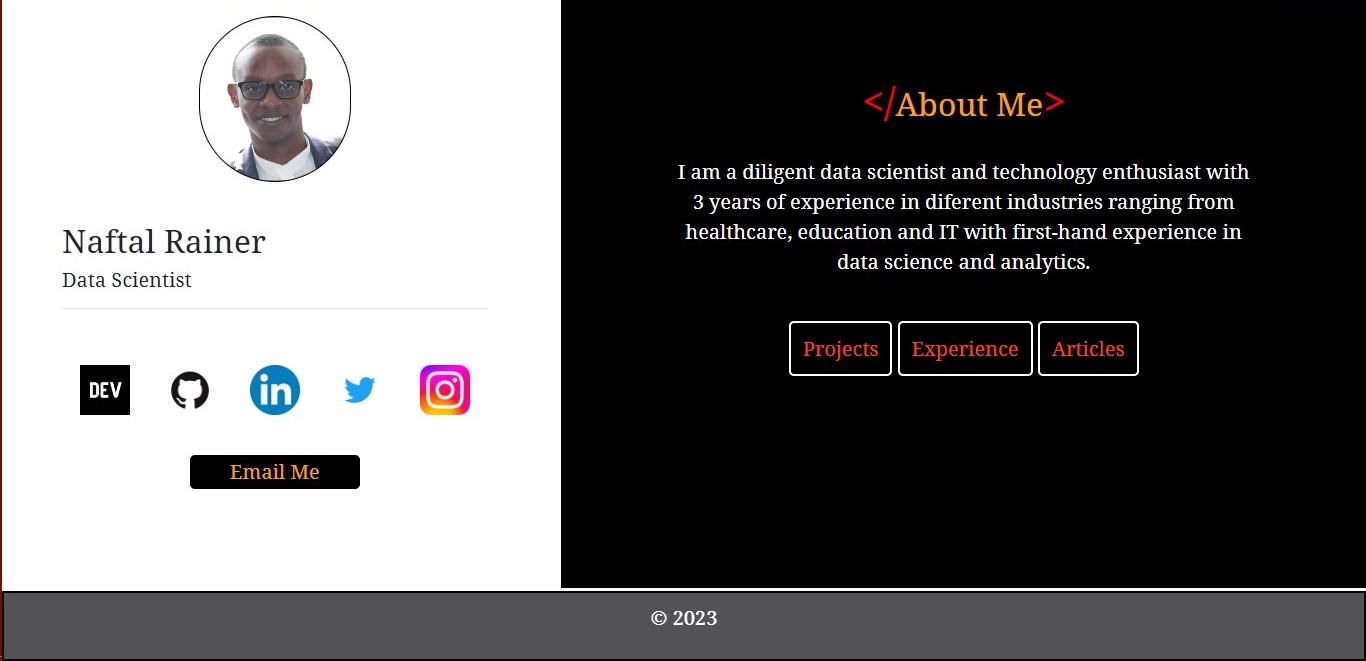 Naftal Rainer
Data Scientist
DEV
in
Email Me
</About Me>
I am a diligent data scientist and technology enthusiast with
3 years of experience in diferent industries ranging from
healthcare, education and IT with first-hand experience in
data science and analytics.
Projects Experience Articles
© 2023